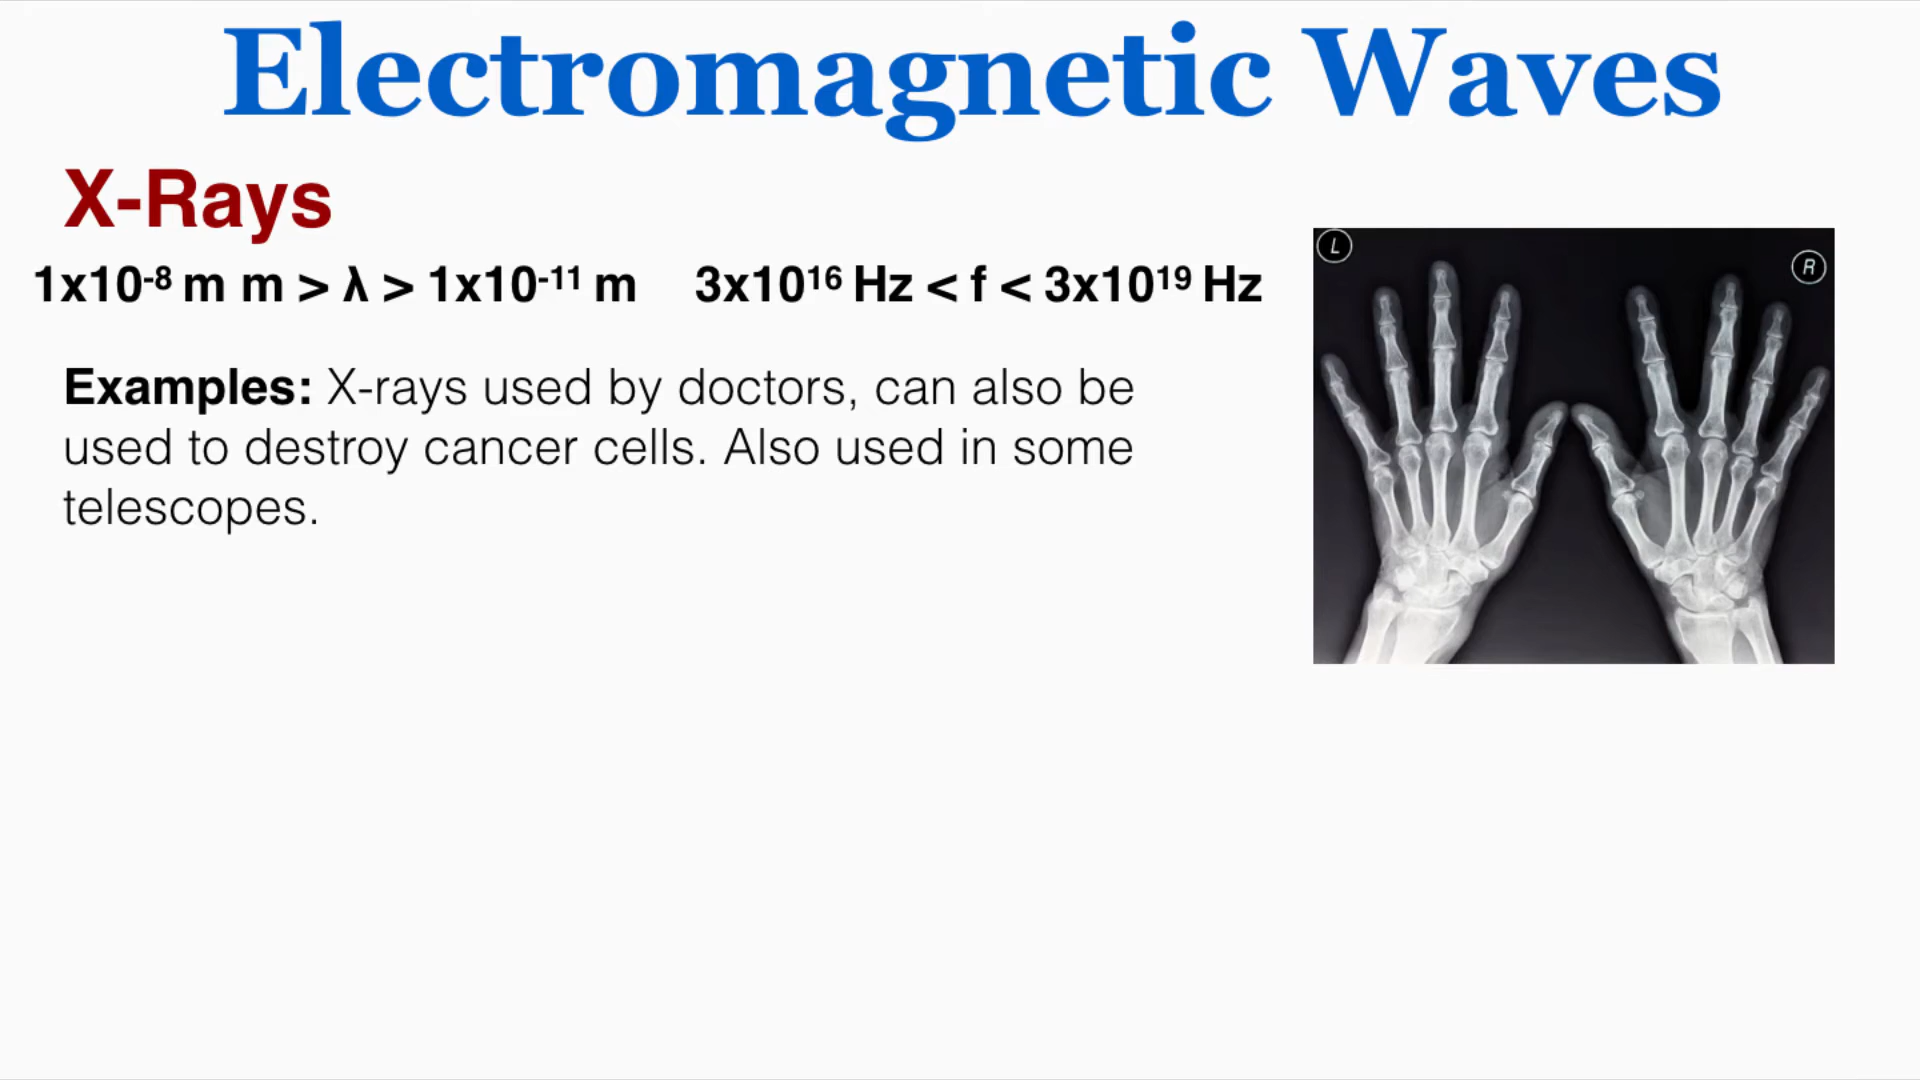 Electromagnetic Waves
X-Rays
1x10⁻⁸ m m > λ > 1x10⁻¹¹ m 3x10¹⁶ Hz < f < 3x10¹⁹ Hz
L
R
Examples: X-rays used by doctors, can also be
used to destroy cancer cells. Also used in some
telescopes.